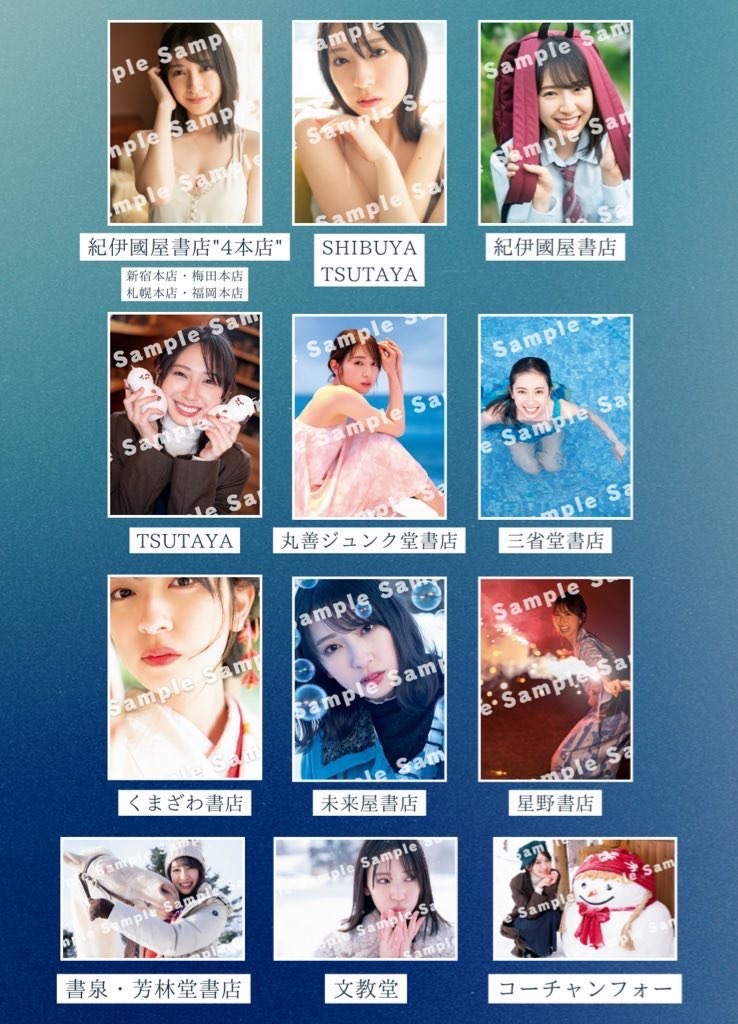 紀伊國屋書店"4本店"
新宿本店・梅田本店
札幌本店・福岡本店
SHIBUYA
TSUTAYA
紀伊國屋書店
TSUTAYA
丸善ジュンク堂書店
三省堂書店
くまざわ書店
未来屋書店
星野書店
書泉・芳林堂書店
文教堂
コーチャンフォー
Sample